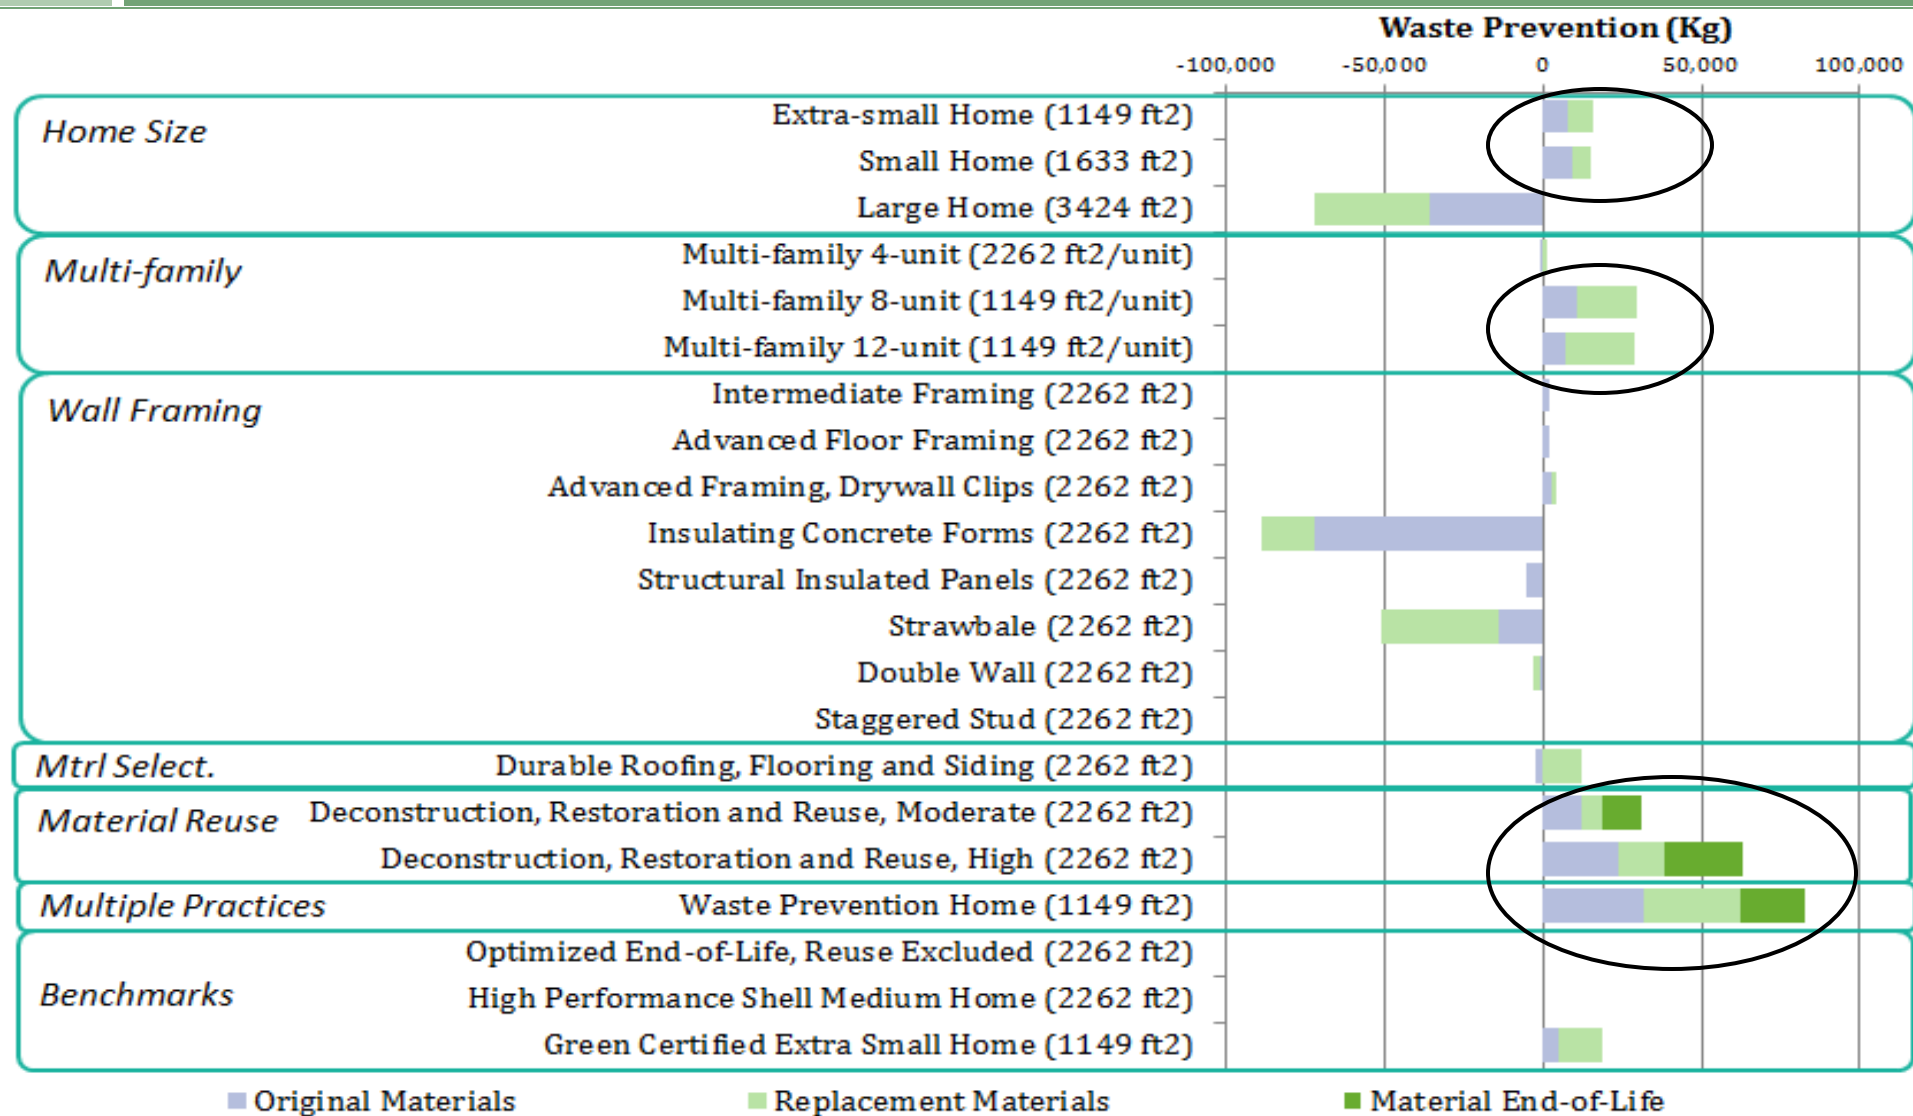 Waste Prevention (Kg)
-100,000 -50,000 0 50,000 100,000
Home Size
Extra-small Home (1149 ft2)
Small Home (1633 ft2)
Large Home (3424 ft2)
Multi-family
Multi-family 4-unit (2262 ft2/unit)
Multi-family 8-unit (1149 ft2/unit)
Multi-family 12-unit (1149 ft2/unit)
Wall Framing
Intermediate Framing (2262 ft2)
Advanced Floor Framing (2262 ft2)
Advanced Framing, Drywall Clips (2262 ft2)
Insulating Concrete Forms (2262 ft2)
Structural Insulated Panels (2262 ft2)
Strawbale (2262 ft2)
Double Wall (2262 ft2)
Staggered Stud (2262 ft2)
Mtrl Select.
Durable Roofing, Flooring and Siding (2262 ft2)
Material Reuse
Deconstruction, Restoration and Reuse, Moderate (2262 ft2)
Deconstruction, Restoration and Reuse, High (2262 ft2)
Multiple Practices
Waste Prevention Home (1149 ft2)
Benchmarks
Optimized End-of-Life, Reuse Excluded (2262 ft2)
High Performance Shell Medium Home (2262 ft2)
Green Certified Extra Small Home (1149 ft2)
Original Materials Replacement Materials Material End-of-Life